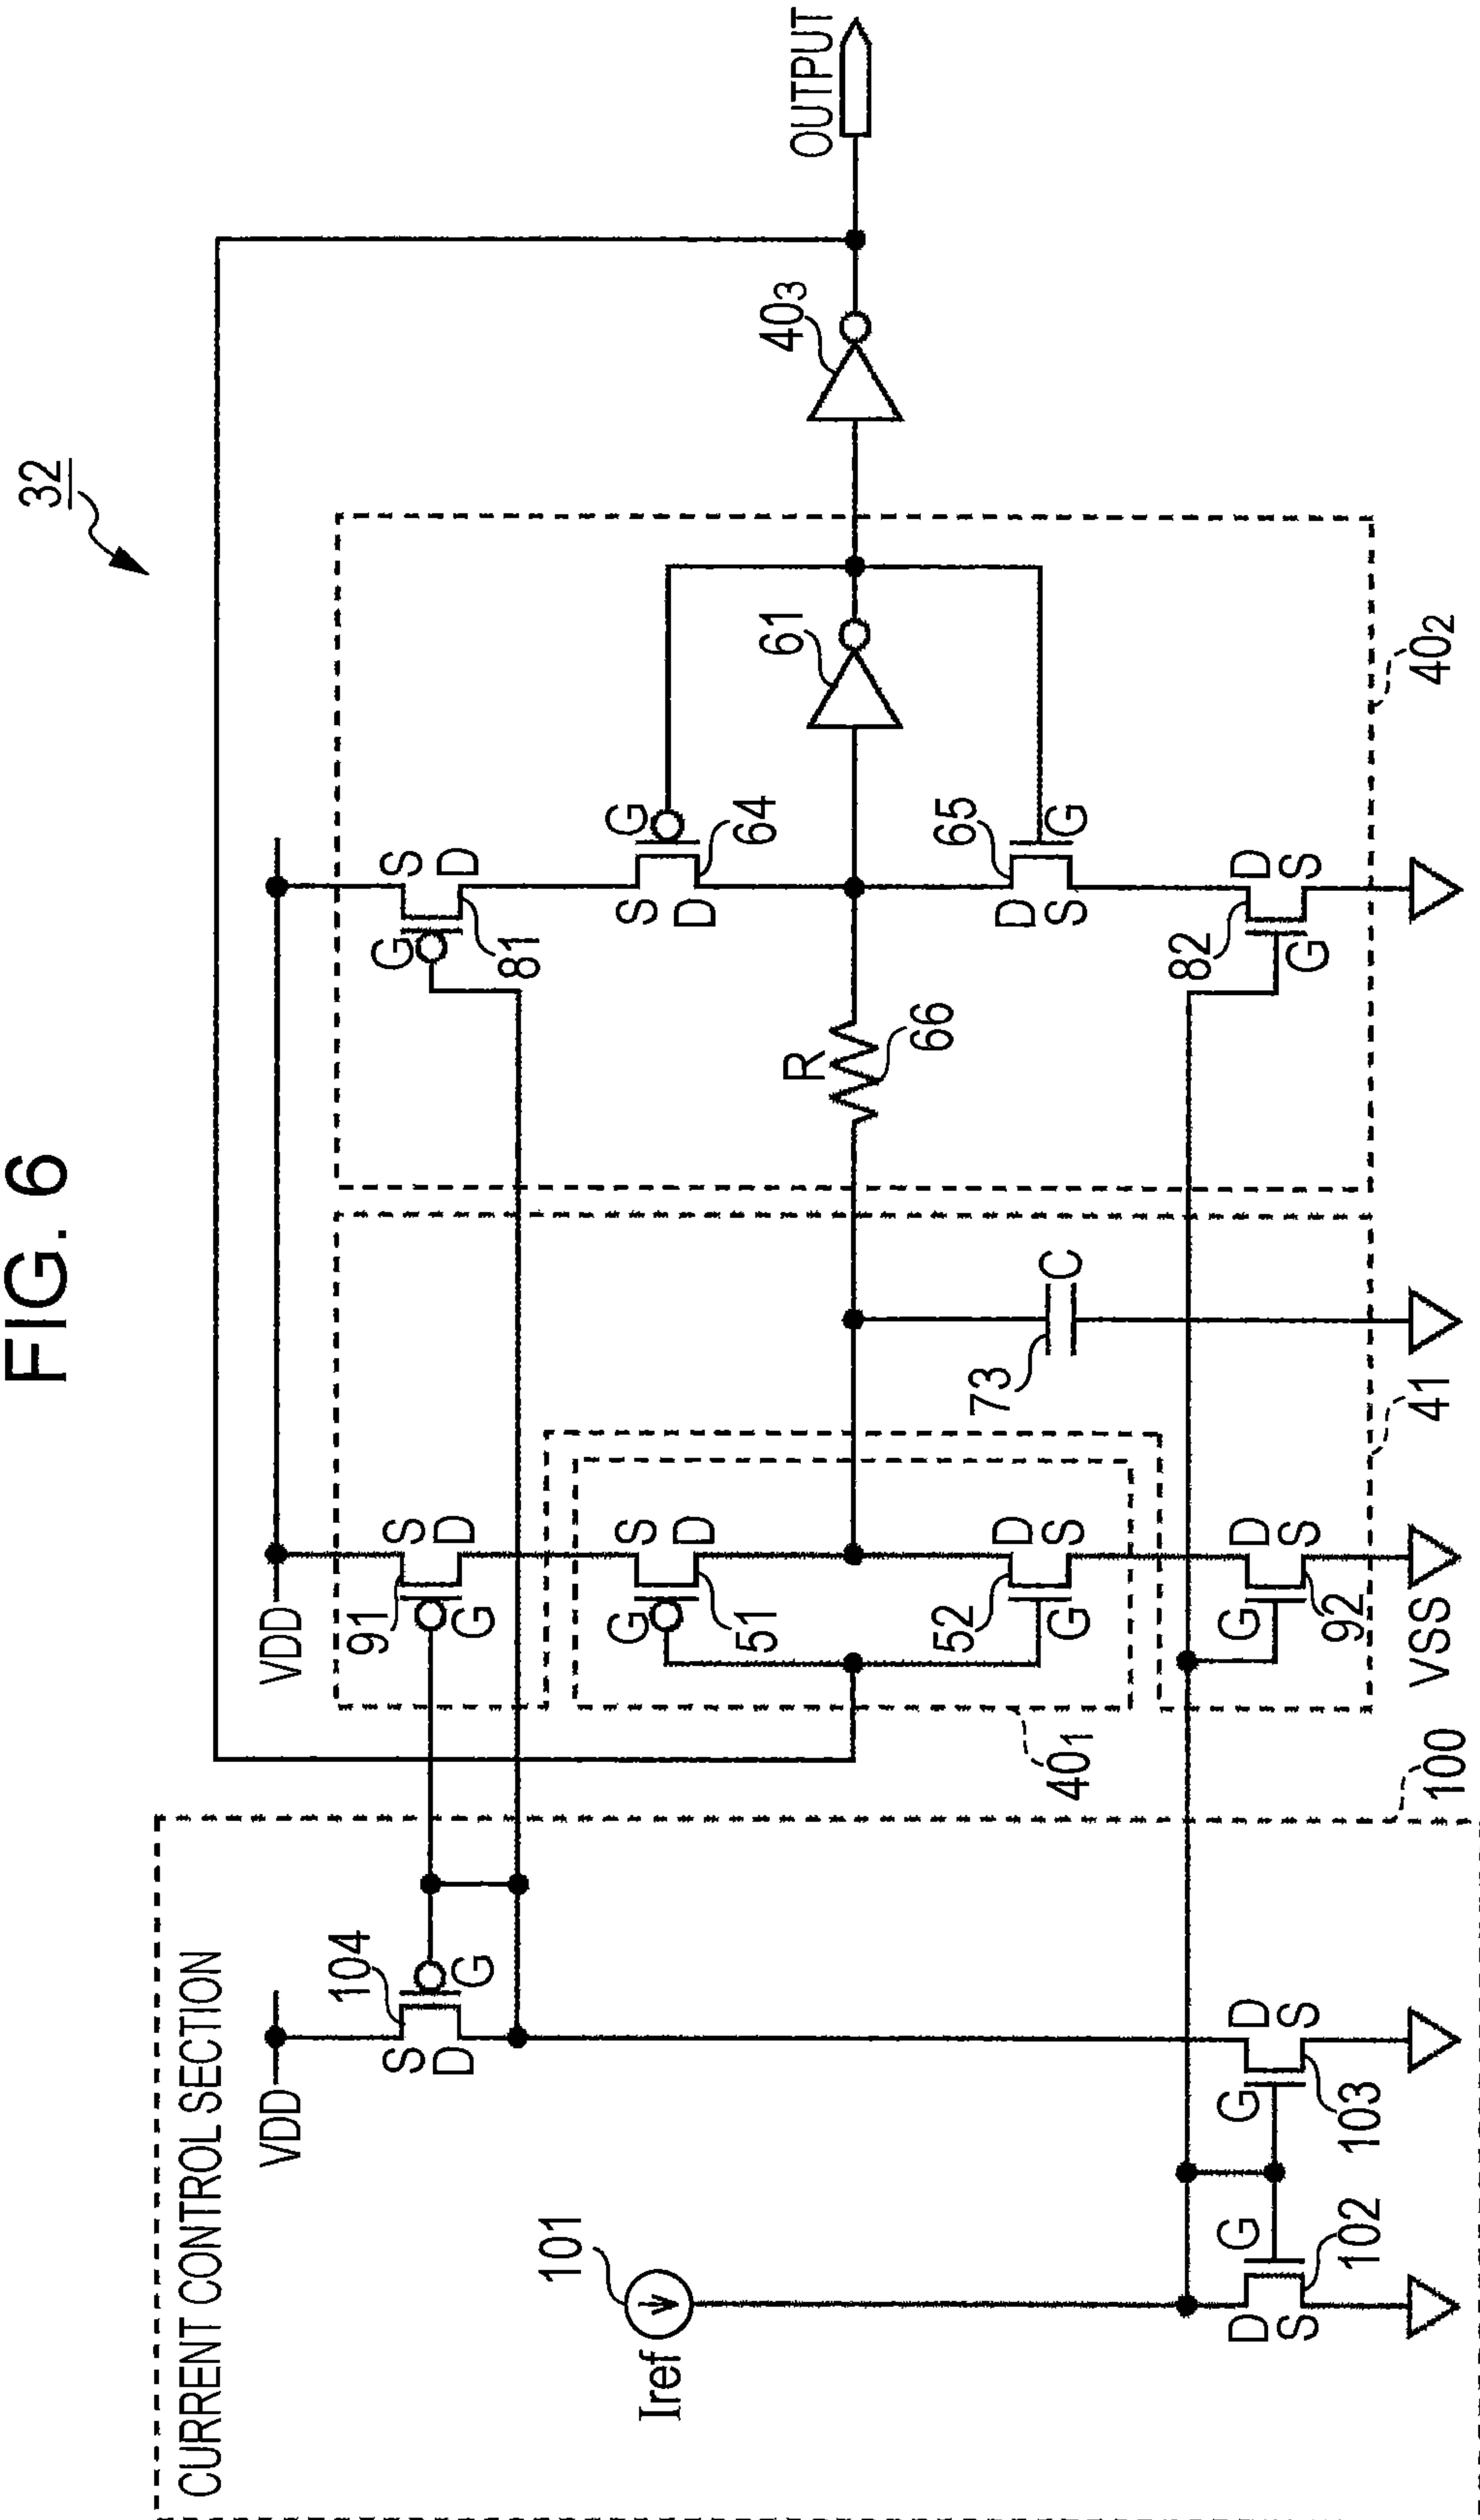 FIG. 6
32
CURRENT CONTROL SECTION
VDD
104
S
D
G
101
Iref
D
S
G
102
G
D
S
103
100
VDD
91
S
D
G
G
S
D
51
40₁
52
D
S
G
G
D
S
92
VSS
41
73
C
R
66
S
D
G
81
G
S
D
64
61
65
D
S
G
82
D
S
G
40₂
40₃
OUTPUT